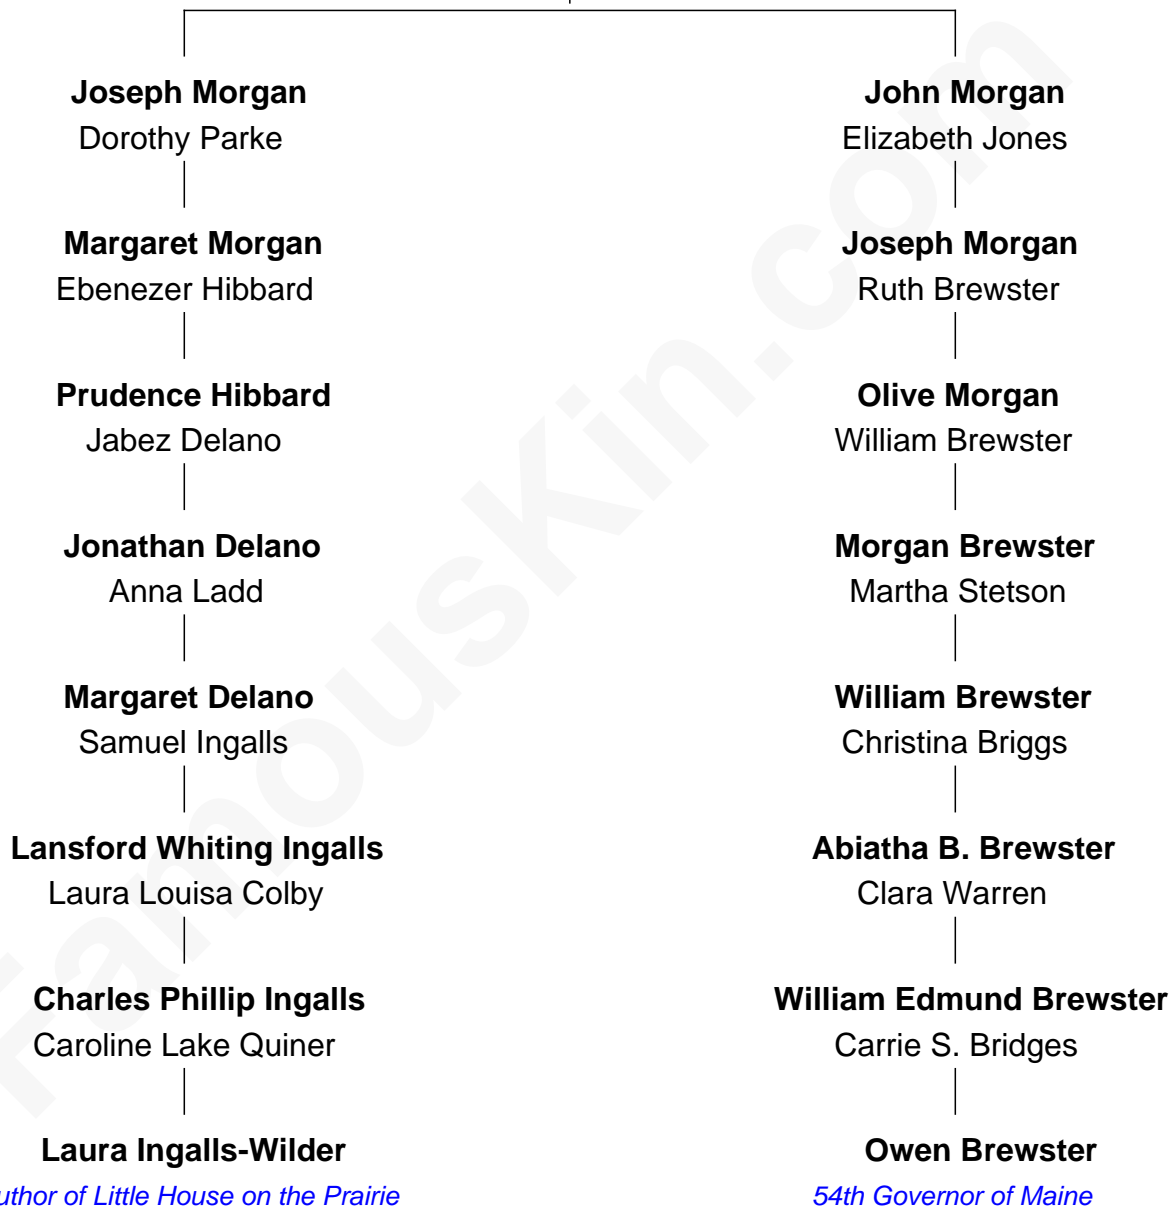 Joseph Morgan
Dorothy Parke
John Morgan
Elizabeth Jones
Margaret Morgan
Ebenezer Hibbard
Joseph Morgan
Ruth Brewster
Prudence Hibbard
Jabez Delano
Olive Morgan
William Brewster
Jonathan Delano
Anna Ladd
Morgan Brewster
Martha Stetson
Margaret Delano
Samuel Ingalls
William Brewster
Christina Briggs
Lansford Whiting Ingalls
Laura Louisa Colby
Abiatha B. Brewster
Clara Warren
Charles Phillip Ingalls
Caroline Lake Quiner
William Edmund Brewster
Carrie S. Bridges
Laura Ingalls-Wilder
uthor of Little House on the Prairie
Owen Brewster
54th Governor of Maine
FamousKin.com